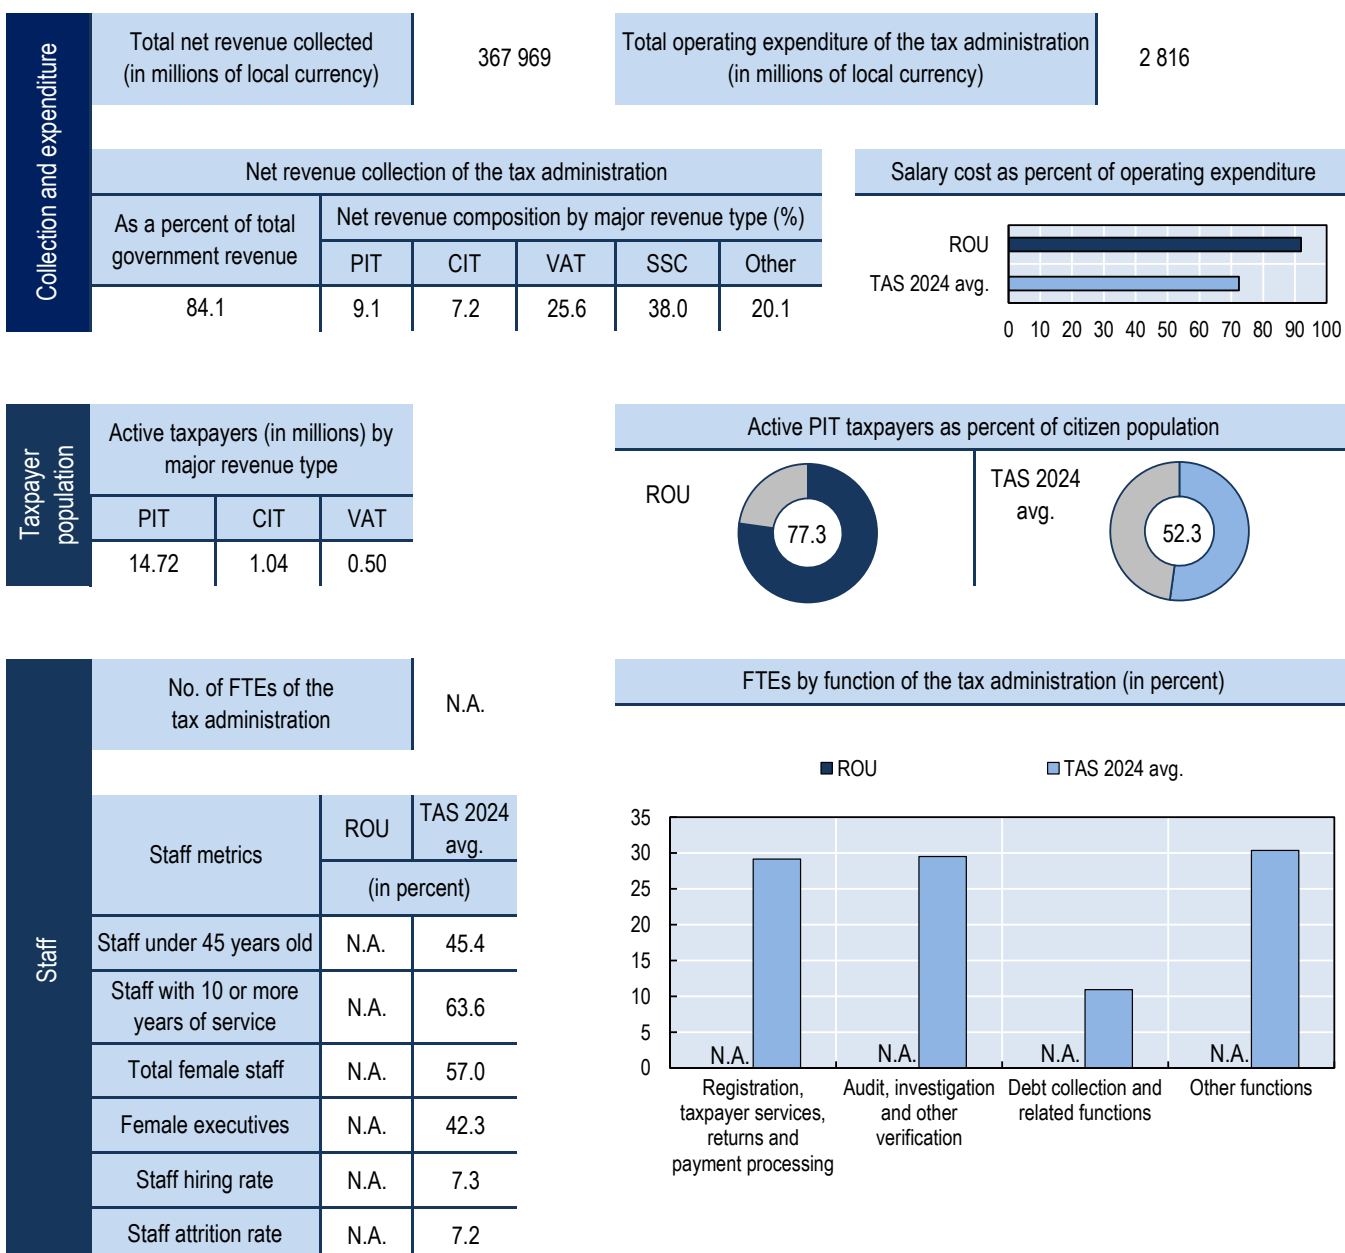 Collection and expenditure
Total net revenue collected
(in millions of local currency)
367 969
Total operating expenditure of the tax administration
(in millions of local currency)
2 816
Net revenue collection of the tax administration
As a percent of total
government revenue
Net revenue composition by major revenue type (%)
PIT CIT VAT SSC Other
84.1 9.1 7.2 25.6 38.0 20.1
Salary cost as percent of operating expenditure
ROU
TAS 2024 avg.
0 10 20 30 40 50 60 70 80 90 100
Taxpayer
population
Active taxpayers (in millions) by
major revenue type
PIT CIT VAT
14.72 1.04 0.50
Active PIT taxpayers as percent of citizen population
ROU
77.3
TAS 2024
avg.
52.3
Staff
No. of FTEs of the
tax administration
N.A.
Staff metrics
ROU
TAS 2024
avg.
(in percent)
Staff under 45 years old N.A. 45.4
Staff with 10 or more
years of service
N.A. 63.6
Total female staff N.A. 57.0
Female executives N.A. 42.3
Staff hiring rate N.A. 7.3
Staff attrition rate N.A. 7.2
FTEs by function of the tax administration (in percent)
ROU TAS 2024 avg.
35
30
25
20
15
10
5
0
N.A. N.A. N.A. N.A.
Registration,
taxpayer services,
returns and
payment processing
Audit, investigation
and other
verification
Debt collection and
related functions
Other functions